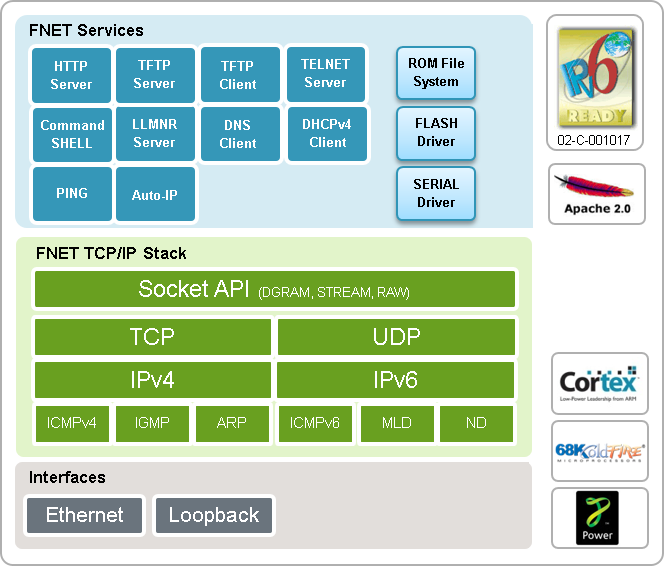 FNET Services
HTTP
Server
TFTP
Server
TFTP
Client
TELNET
Server
ROM File
System
Command
SHELL
LLMNR
Server
DNS
Client
DHCPv4
Client
FLASH
Driver
PING
Auto-IP
SERIAL
Driver
IPv6
READY
02-C-001017
Apache 2.0
FNET TCP/IP Stack
Socket API (DGRAM, STREAM, RAW)
TCP
UDP
IPv4
IPv6
ICMPv4
IGMP
ARP
ICMPv6
MLD
ND
Cortex
Low-Power Leadership from ARM
68K ColdFIRE
MICROPROCESSORS
Interfaces
Ethernet
Loopback
Power